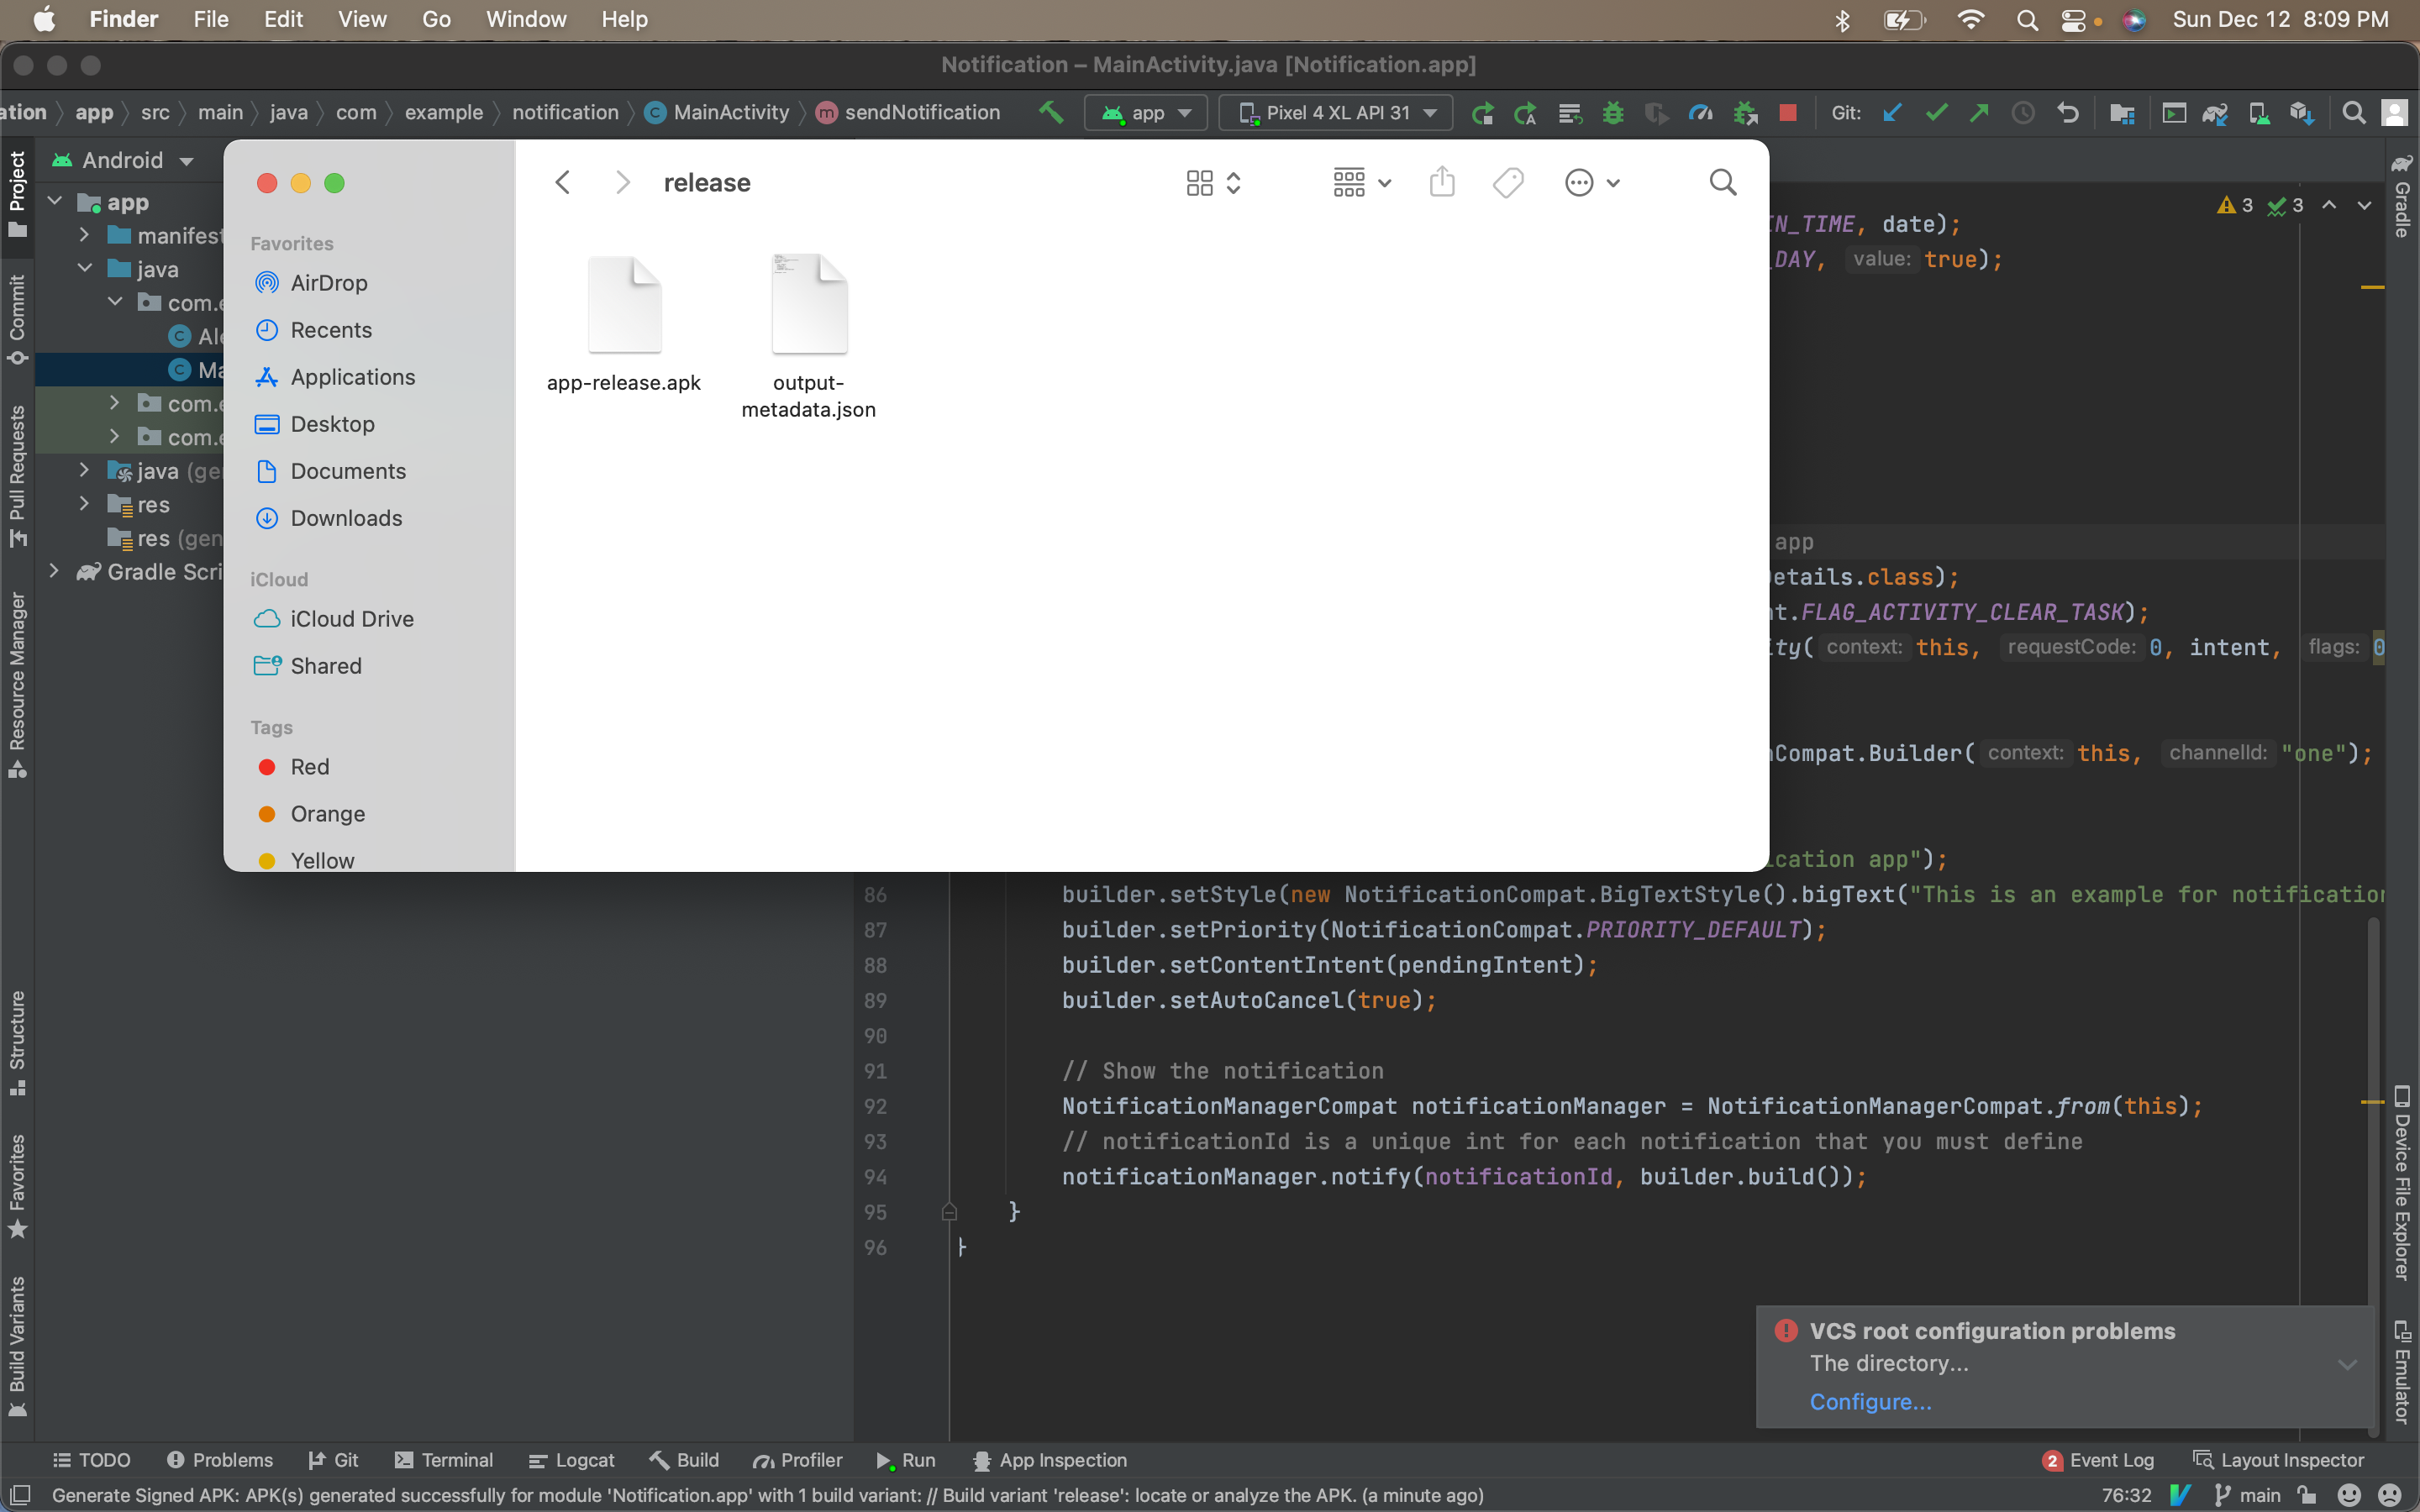 Finder File Edit View Go Window Help Sun Dec 12 8:09 PM
Notification – MainActivity.java [Notification.app]
ation app src main java com example notification C MainActivity m sendNotification app Pixel 4 XL API 31 Git:
Project
Commit
Pull Requests
Resource Manager
Structure
Favorites
Build Variants
Android
app
manifest
java
com.e
C Ale
C Ma
com.e
com.e
java (ge
res
res (gen
Gradle Scri
release
Favorites
AirDrop
Recents
Applications
Desktop
Documents
Downloads
iCloud
iCloud Drive
Shared
Tags
Red
Orange
Yellow
app-release.apk
output-
metadata.json
3 3
IN_TIME, date);
_DAY, value: true);
app
etails.class);
t.FLAG_ACTIVITY_CLEAR_TASK);
ity( context: this, requestCode: 0, intent, flags: 0
Compat.Builder( context: this, channelId: "one");
ication app");
86 builder.setStyle(new NotificationCompat.BigTextStyle().bigText("This is an example for notification
87 builder.setPriority(NotificationCompat.PRIORITY_DEFAULT);
88 builder.setContentIntent(pendingIntent);
89 builder.setAutoCancel(true);
90
91 // Show the notification
92 NotificationManagerCompat notificationManager = NotificationManagerCompat.from(this);
93 // notificationId is a unique int for each notification that you must define
94 notificationManager.notify(notificationId, builder.build());
95 }
96 }
Gradle
Device File Explorer
Emulator
VCS root configuration problems
The directory...
Configure...
TODO Problems Git Terminal Logcat Build Profiler Run App Inspection 2 Event Log Layout Inspector
Generate Signed APK: APK(s) generated successfully for module 'Notification.app' with 1 build variant: // Build variant 'release': locate or analyze the APK. (a minute ago) 76:32 main